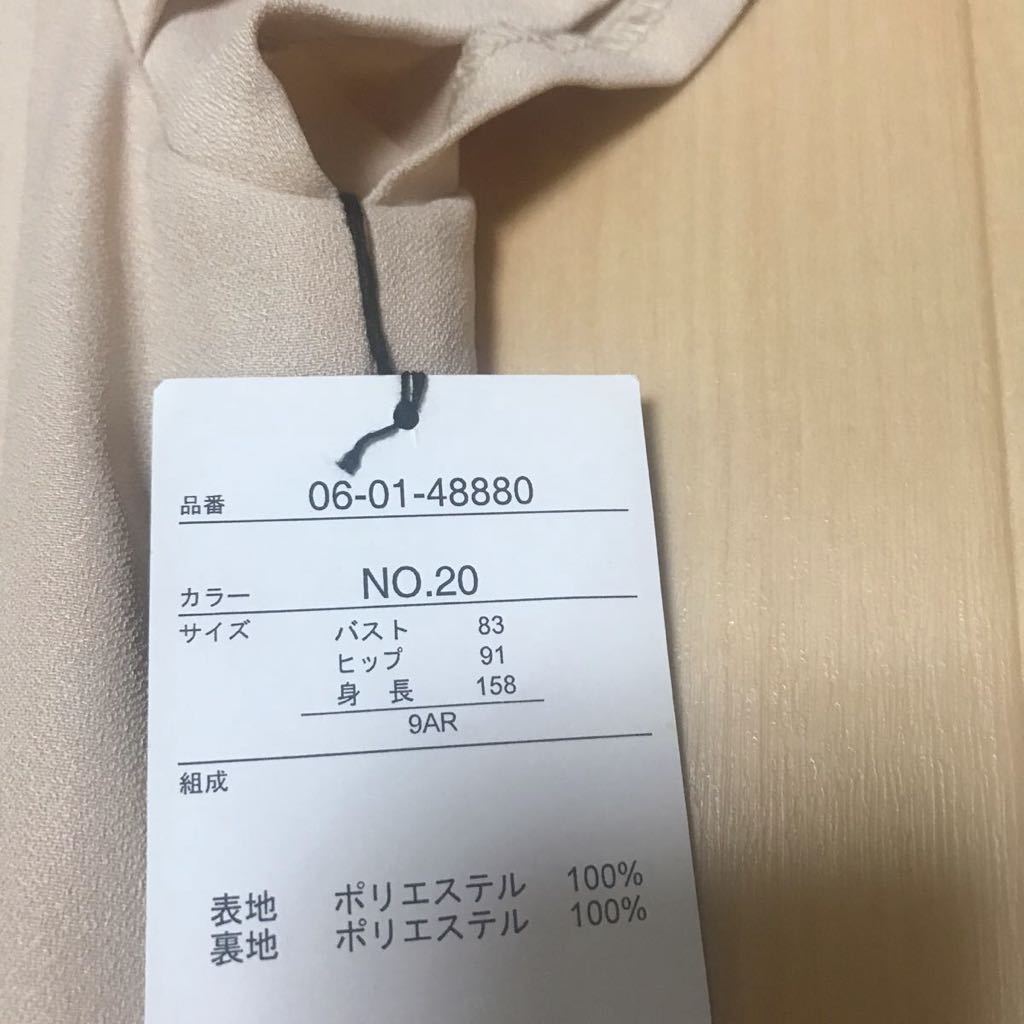 品番 06-01-48880
カラー NO.20
サイズ バスト 83
ヒップ 91
身 長 158
9AR
組成
表地 ポリエステル 100%
裏地 ポリエステル 100%